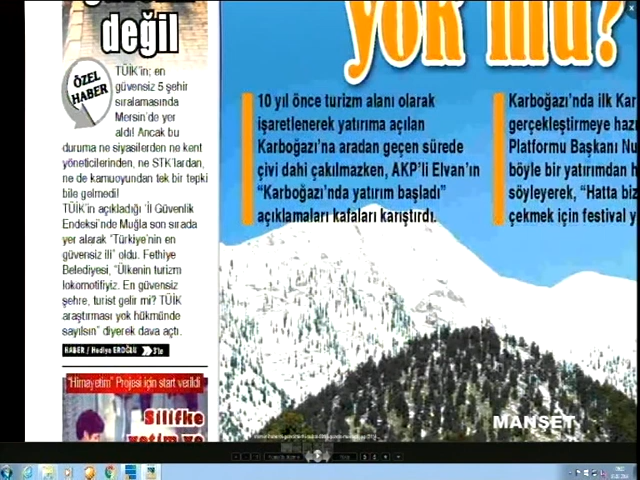 değil
ÖZEL
HABER
TÜİK'in; en
güvensiz 5 şehir
sıralamasında
Mersin'de yer
aldı! Ancak bu
duruma ne siyasilerden ne kent
yöneticilerinden, ne STK'lardan,
ne de kamuoyundan tek bir tepki
bile gelmedi!
TÜİK'in açıkladığı 'İl Güvenlik
Endeksi'nde Muğla son sırada
yer alarak "Türkiye'nin en
güvensiz ili" oldu. Fethiye
Belediyesi, "Ülkenin turizm
lokomotifiyiz. En güvensiz
şehre, turist gelir mi? TÜİK
araştırması yok hükmünde
sayılsın" diyerek dava açtı.
HABER / Hediye EROĞLU
3'te
"Himayetim" Projesi için start verildi
Silifke
yetim ve
yok mu?
10 yıl önce turizm alanı olarak
işaretlenerek yatırıma açılan
Karboğazı'na aradan geçen sürede
çivi dahi çakılmazken, AKP'li Elvan'ın
"Karboğazı'nda yatırım başladı"
açıklamaları kafaları karıştırdı.
Karboğazı'nda ilk Kar
gerçekleştirmeye hazı
Platformu Başkanı Nu
böyle bir yatırımdan h
söyleyerek, "Hatta biz
çekmek için festival y
MANŞET